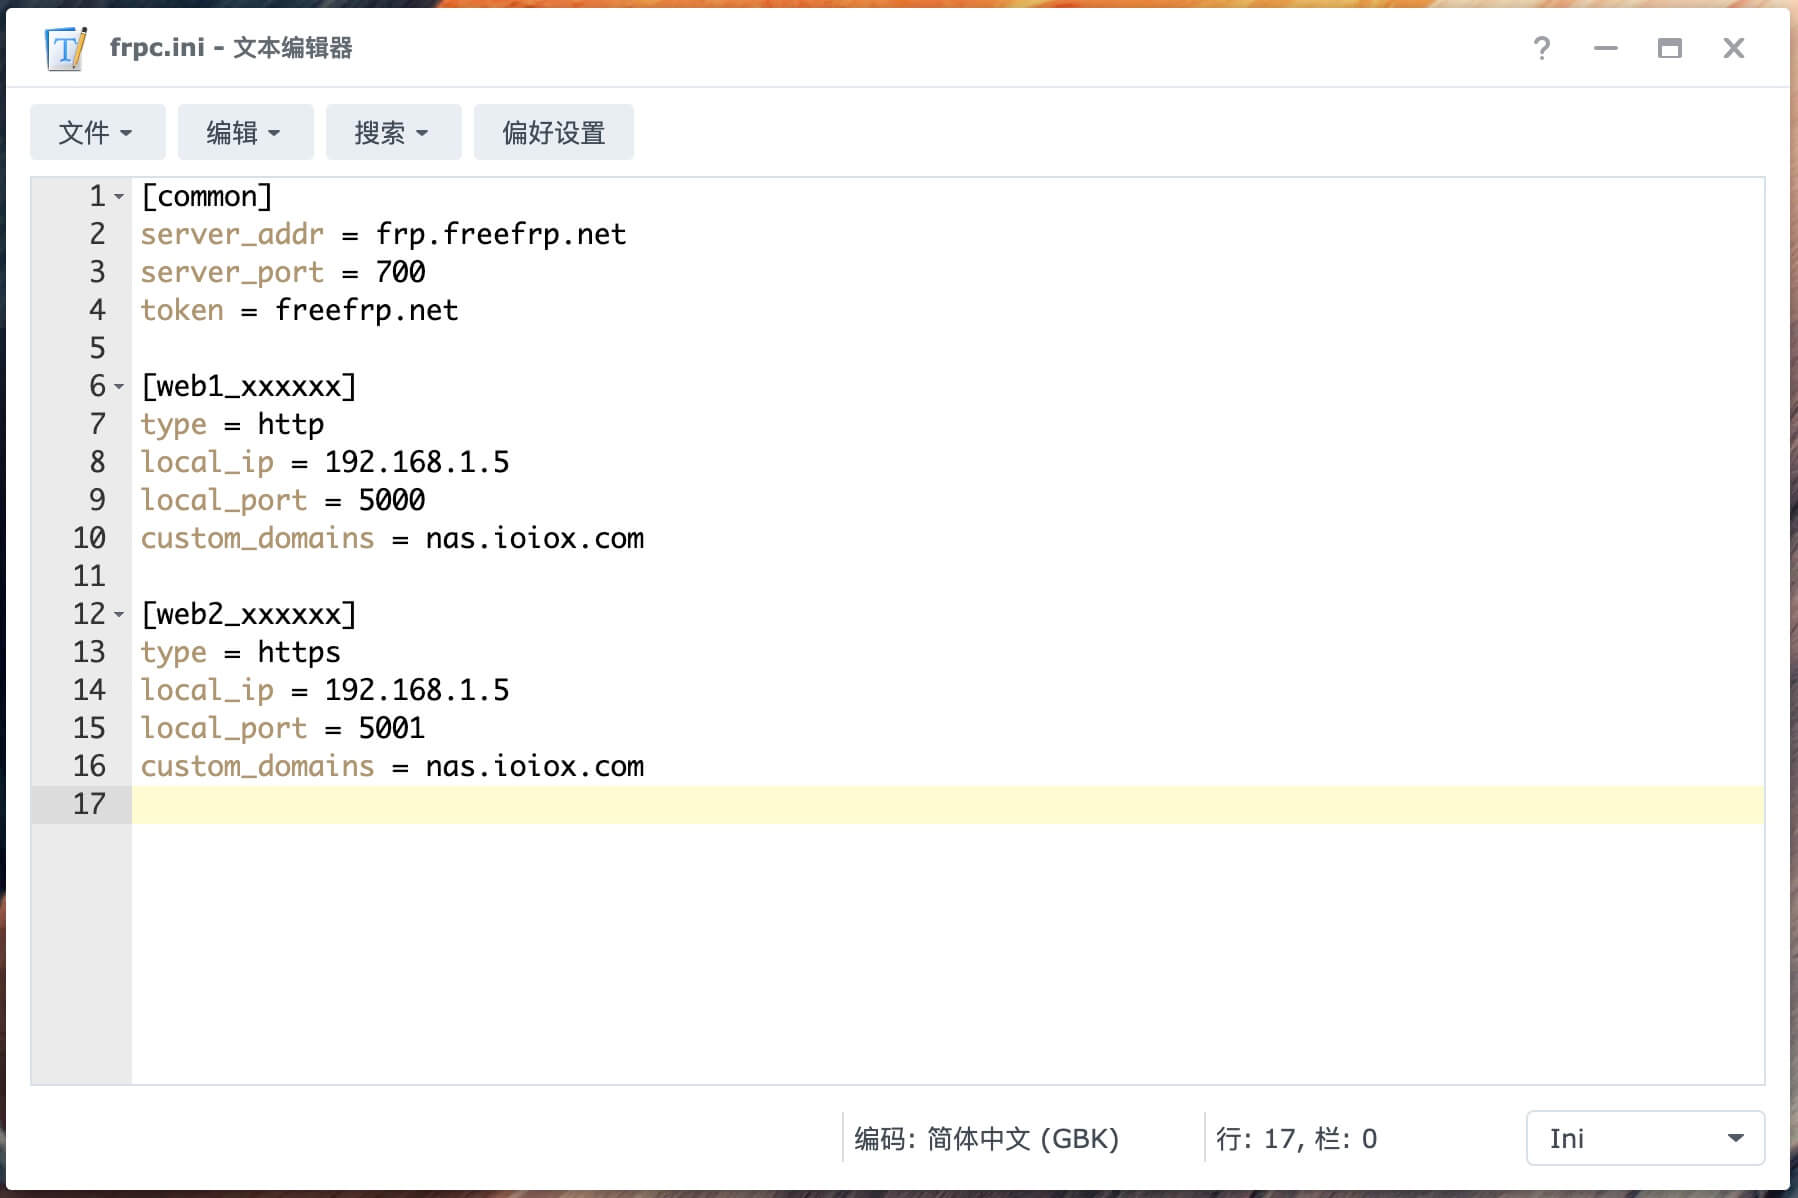 frpc.ini - 文本编辑器
?
文件 编辑 搜索 偏好设置
1 [common]
2 server_addr = frp.freefrp.net
3 server_port = 700
4 token = freefrp.net
5
6 [web1_xxxxxx]
7 type = http
8 local_ip = 192.168.1.5
9 local_port = 5000
10 custom_domains = nas.ioiox.com
11
12 [web2_xxxxxx]
13 type = https
14 local_ip = 192.168.1.5
15 local_port = 5001
16 custom_domains = nas.ioiox.com
17
编码: 简体中文 (GBK) 行: 17, 栏: 0 Ini